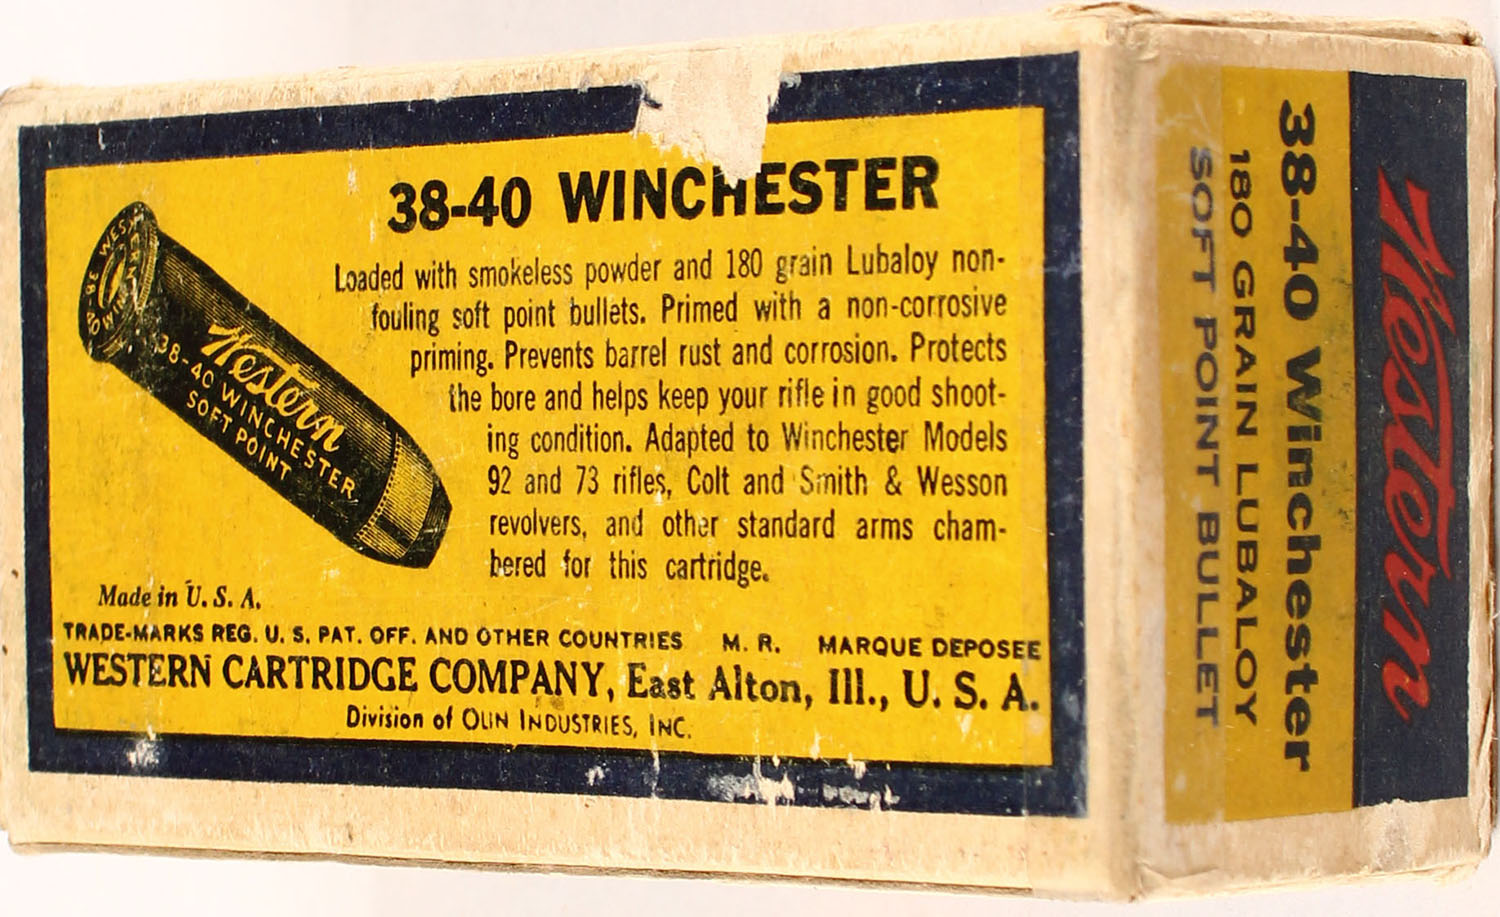 38-40 WINCHESTER
Loaded with smokeless powder and 180 grain Lubaloy non-
fouling soft point bullets. Primed with a non-corrosive
priming. Prevents barrel rust and corrosion. Protects
the bore and helps keep your rifle in good shoot-
ing condition. Adapted to Winchester Models
92 and 73 rifles, Colt and Smith & Wesson
revolvers, and other standard arms cham-
bered for this cartridge.
Western
38-40 WINCHESTER
SOFT POINT
Made in U. S. A.
TRADE-MARKS REG. U. S. PAT. OFF. AND OTHER COUNTRIES M. R. MARQUE DEPOSEE
WESTERN CARTRIDGE COMPANY, East Alton, Ill., U. S. A.
Division of OLIN INDUSTRIES, INC.
Western
38-40 Winchester
180 GRAIN LUBALOY
SOFT POINT BULLET